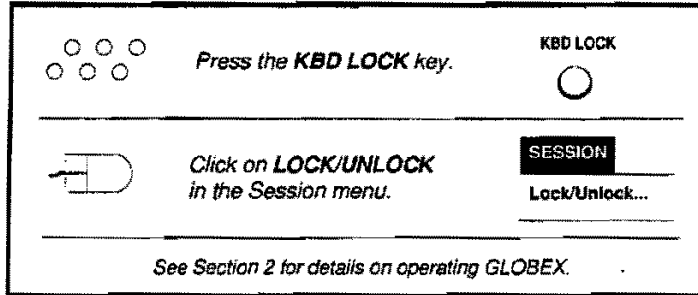 Press the KBD LOCK key.
KBD LOCK
Click on LOCK/UNLOCK
in the Session menu.
SESSION
Lock/Unlock...
See Section 2 for details on operating GLOBEX.